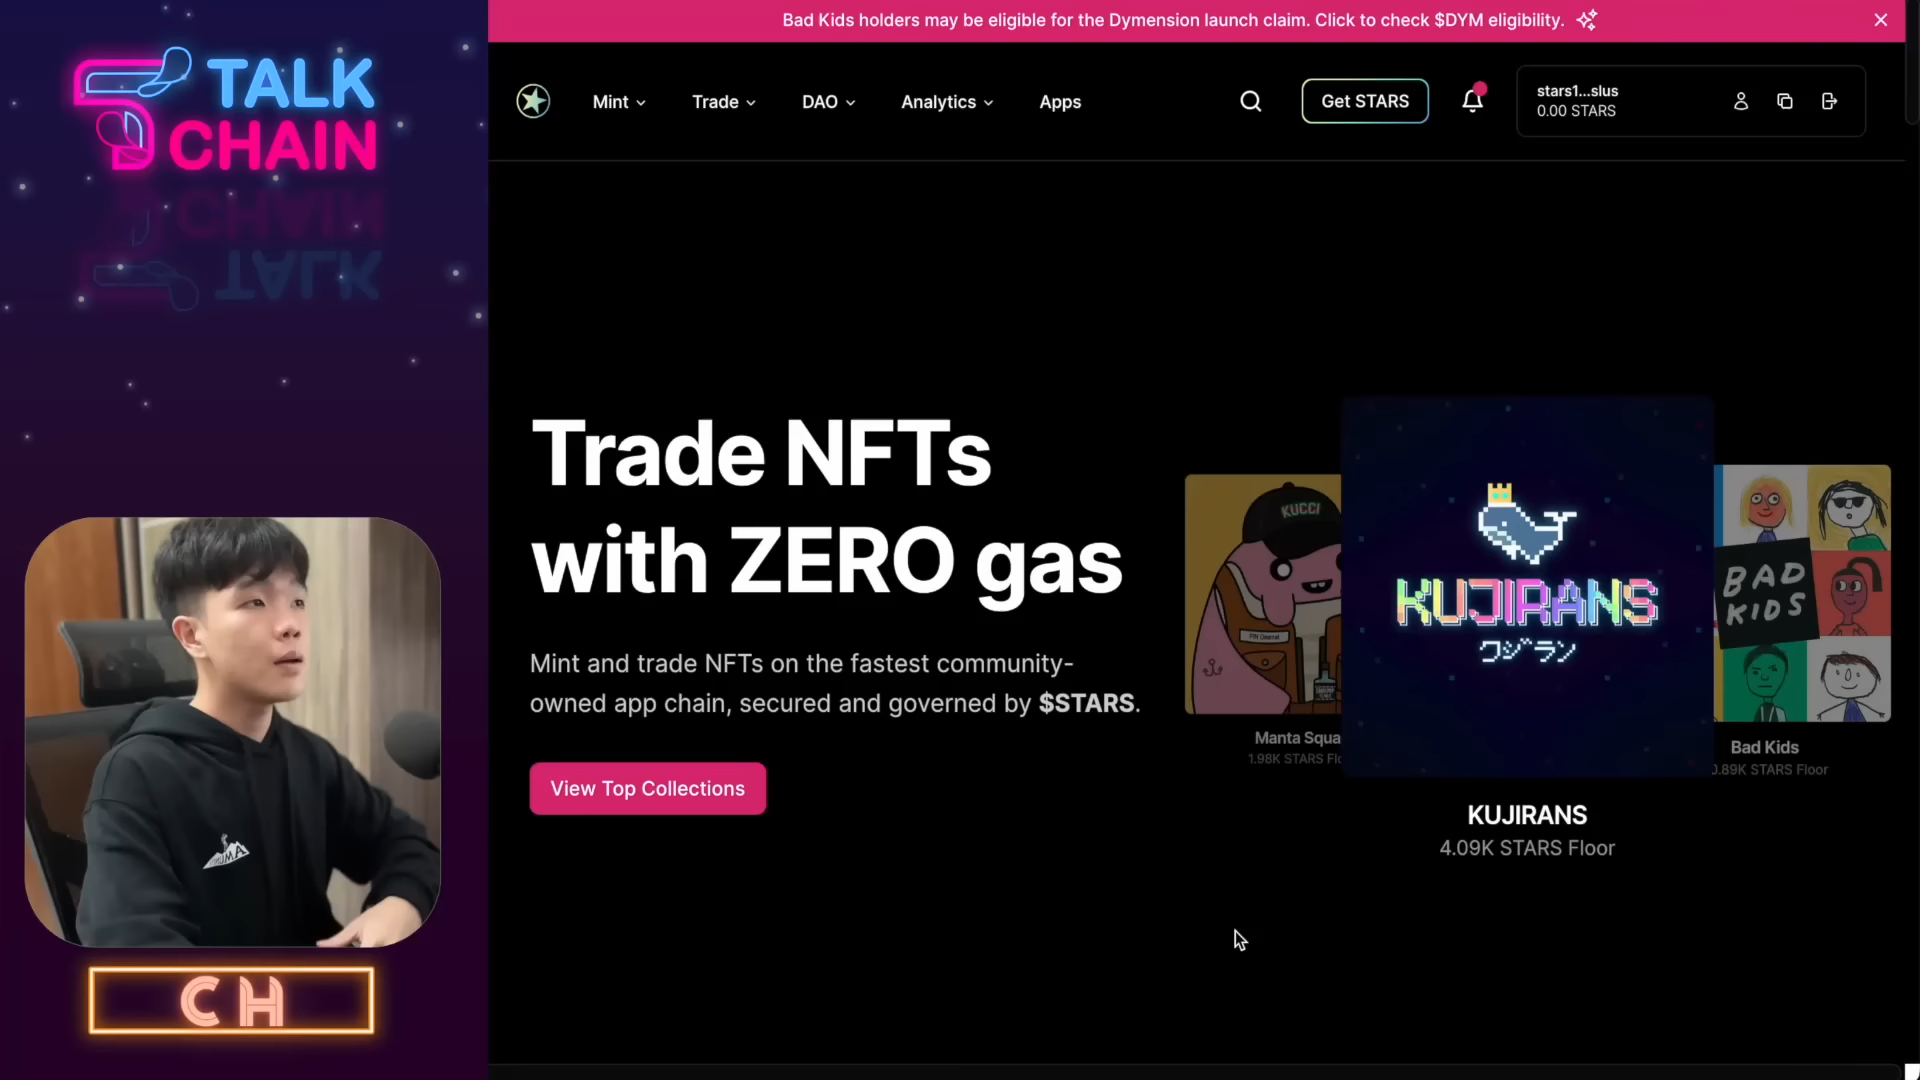 TALK
CHAIN
CH
Bad Kids holders may be eligible for the Dymension launch claim. Click to check $DYM eligibility.
Mint
Trade
DAO
Analytics
Apps
Get STARS
stars1...slus
0.00 STARS
Trade NFTs
with ZERO gas
Mint and trade NFTs on the fastest community-
owned app chain, secured and governed by $STARS.
View Top Collections
KUCCI
Manta Squa
1.98K STARS Flo
KUJIRANS
クジラン
KUJIRANS
4.09K STARS Floor
BAD
KIDS
Bad Kids
0.89K STARS Floor